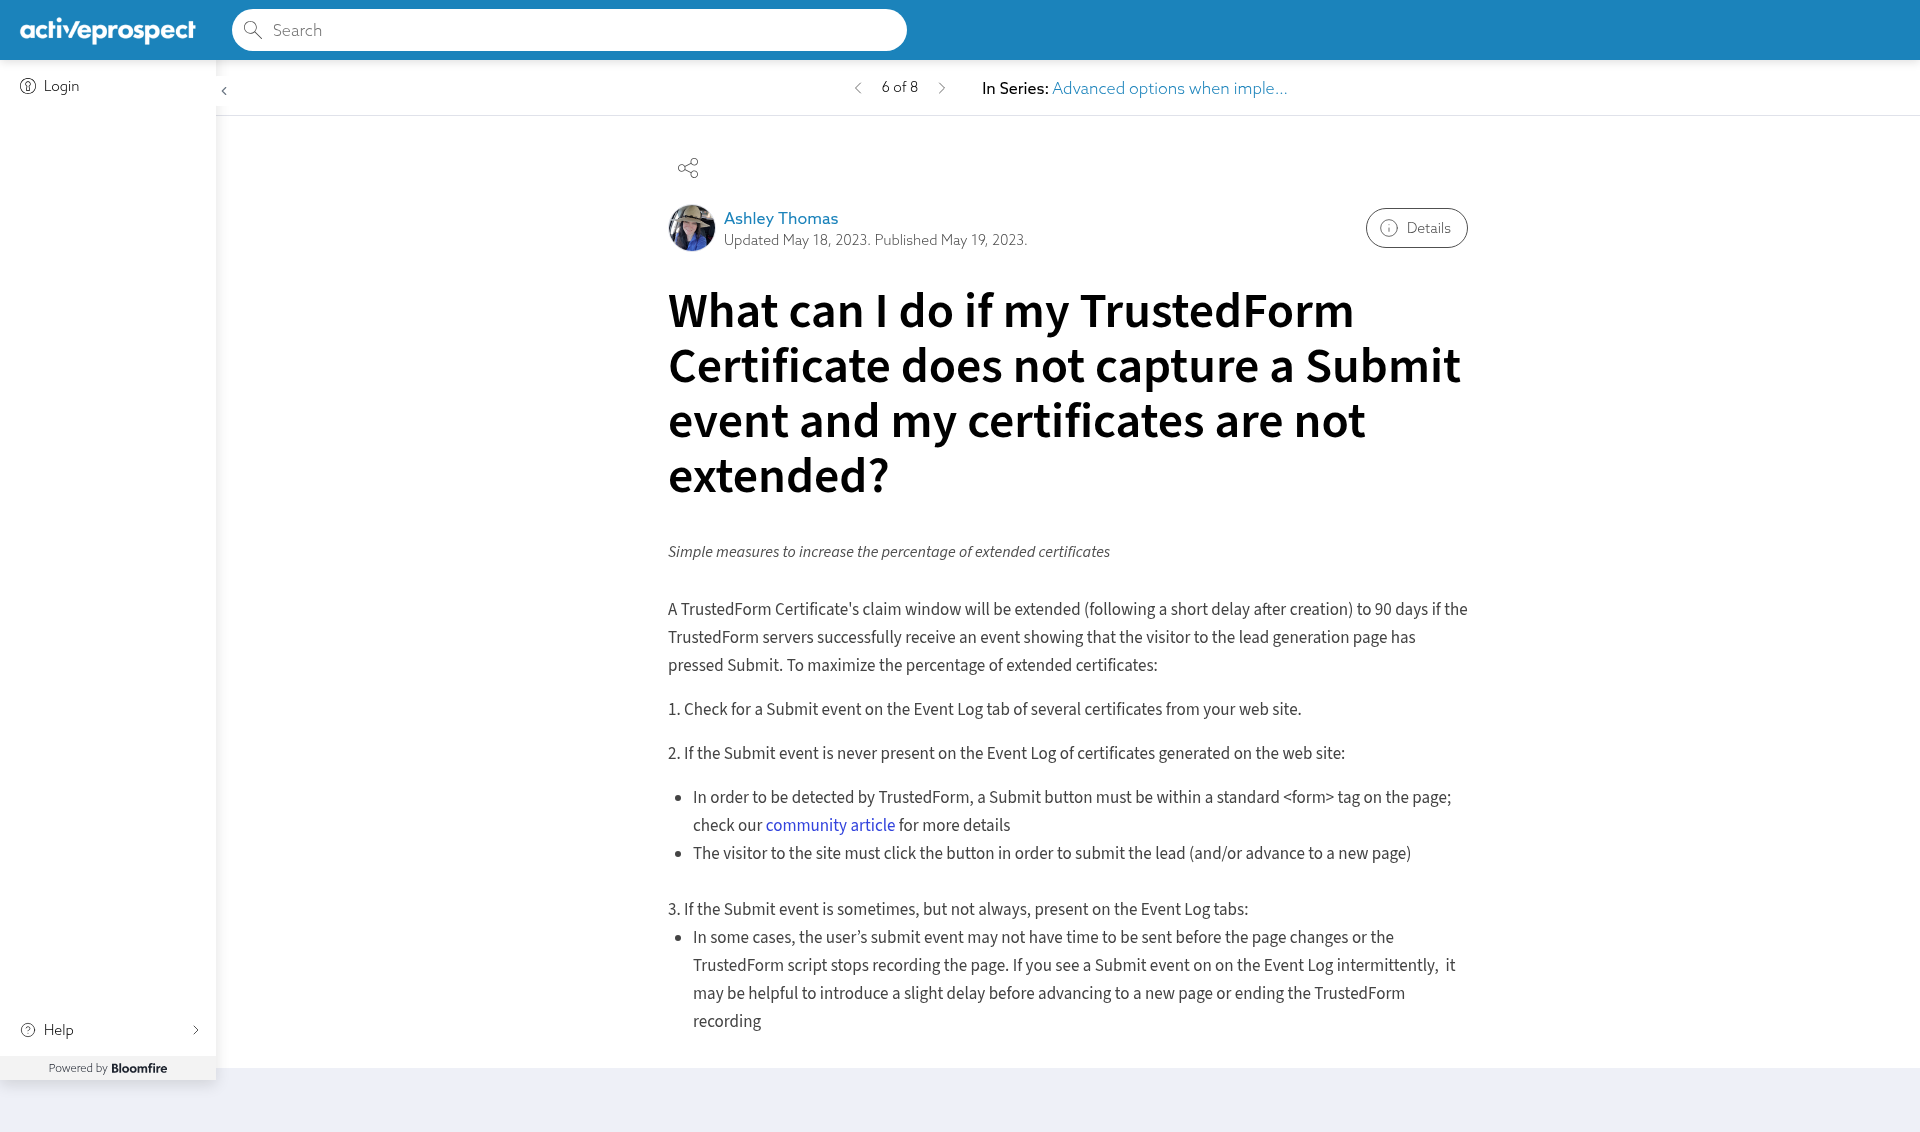 activeprospect
Search
Login
6 of 8
In Series: Advanced options when imple...
Ashley Thomas
Updated May 18, 2023. Published May 19, 2023.
Details
What can I do if my TrustedForm
Certificate does not capture a Submit
event and my certificates are not
extended?
Simple measures to increase the percentage of extended certificates
A TrustedForm Certificate's claim window will be extended (following a short delay after creation) to 90 days if the
TrustedForm servers successfully receive an event showing that the visitor to the lead generation page has
pressed Submit. To maximize the percentage of extended certificates:
1. Check for a Submit event on the Event Log tab of several certificates from your web site.
2. If the Submit event is never present on the Event Log of certificates generated on the web site:
• In order to be detected by TrustedForm, a Submit button must be within a standard <form> tag on the page;
check our community article for more details
• The visitor to the site must click the button in order to submit the lead (and/or advance to a new page)
3. If the Submit event is sometimes, but not always, present on the Event Log tabs:
• In some cases, the user’s submit event may not have time to be sent before the page changes or the
TrustedForm script stops recording the page. If you see a Submit event on on the Event Log intermittently,  it
may be helpful to introduce a slight delay before advancing to a new page or ending the TrustedForm
recording
Help
Powered by Bloomfire